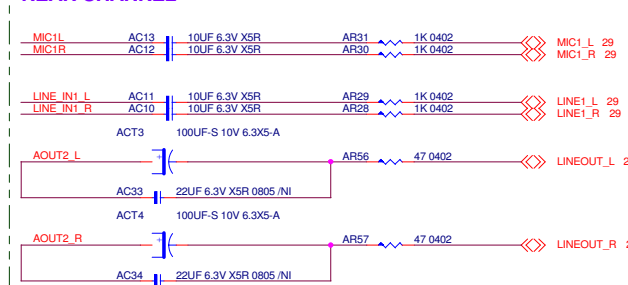 MIC1L AC13 10UF 6.3V X5R AR31 1K 0402 MIC1_L 29
MIC1R AC12 10UF 6.3V X5R AR30 1K 0402 MIC1_R 29
LINE_IN1_L AC11 10UF 6.3V X5R AR29 1K 0402 LINE1_L 29
LINE_IN1_R AC10 10UF 6.3V X5R AR28 1K 0402 LINE1_R 29
ACT3 100UF-S 10V 6.3X5-A
AOUT2_L AR56 47 0402 LINEOUT_L
AC33 22UF 6.3V X5R 0805 /NI
ACT4 100UF-S 10V 6.3X5-A
AOUT2_R AR57 47 0402 LINEOUT_R
AC34 22UF 6.3V X5R 0805 /NI